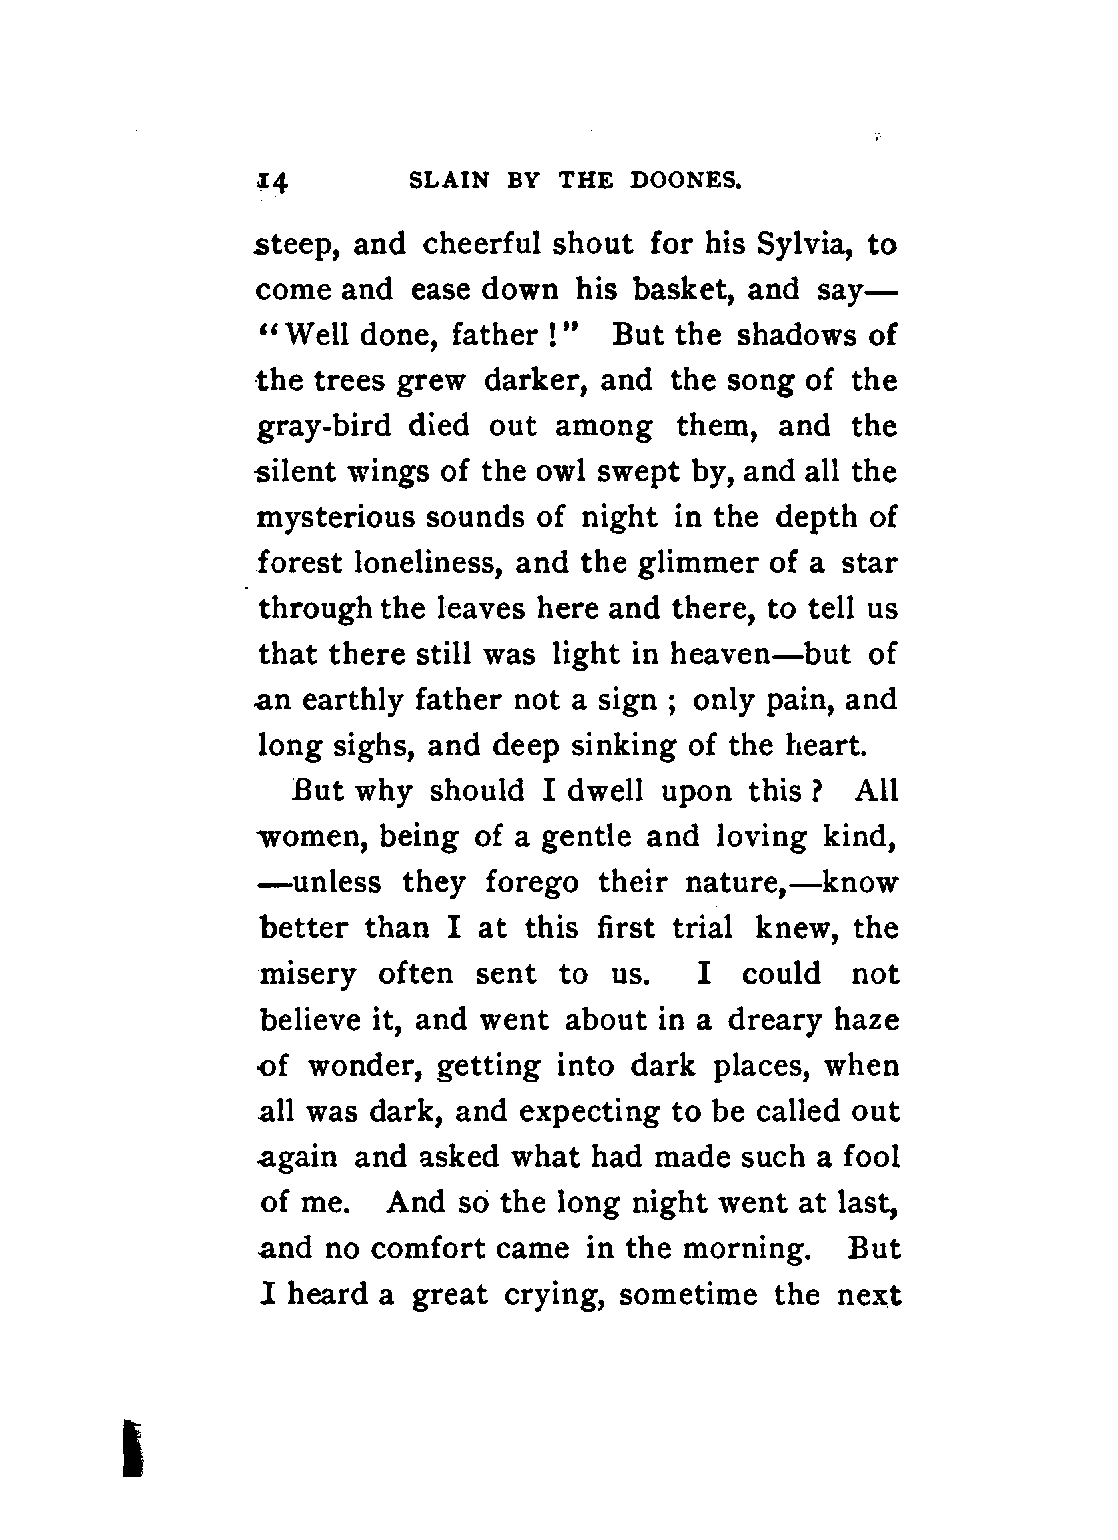 14 SLAIN BY THE DOONES.
steep, and cheerful shout for his Sylvia, to
come and ease down his basket, and say—
“Well done, father !” But the shadows of
the trees grew darker, and the song of the
gray-bird died out among them, and the
silent wings of the owl swept by, and all the
mysterious sounds of night in the depth of
forest loneliness, and the glimmer of a star
through the leaves here and there, to tell us
that there still was light in heaven—but of
an earthly father not a sign ; only pain, and
long sighs, and deep sinking of the heart.
But why should I dwell upon this ? All
women, being of a gentle and loving kind,
—unless they forego their nature,—know
better than I at this first trial knew, the
misery often sent to us. I could not
believe it, and went about in a dreary haze
of wonder, getting into dark places, when
all was dark, and expecting to be called out
again and asked what had made such a fool
of me. And so the long night went at last,
and no comfort came in the morning. But
I heard a great crying, sometime the next